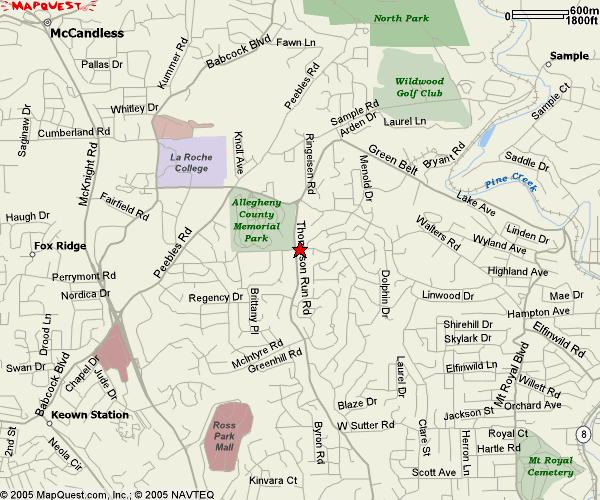 MAPQUEST
McCandless
North Park
600m
1800ft
Pallas Dr
Kummer Rd
Babcock Blvd
Fawn Ln
Sample
Peebles Rd
Wildwood
Golf Club
Sample Ct
Whitley Dr
Saginaw Dr
Cumberland Rd
Sample Rd
Arden Dr
Laurel Ln
Knoll Ave
Ringeisen Rd
Green Belt
Bryant Rd
La Roche
College
McKnight Rd
Menold Dr
Saddle Dr
Pine Creek
Fairfield Rd
Lake Ave
Allegheny
County
Memorial
Park
Haugh Dr
Thompson Run Rd
Walters Rd
Linden Dr
Wyland Ave
Fox Ridge
Peebles Rd
Highland Ave
Perrymont Rd
Nordica Dr
Dolphin Dr
Regency Dr
Brittany Pl
Linwood Dr
Mae Dr
Hampton Ave
Drood Ln
Shirehill Dr
Skylark Dr
Elfinwild Rd
McIntyre Rd
Greenhill Rd
Swan Dr
Babcock Blvd
Chapel Dr
Jude Dr
Laurel Dr
Elfinwild Ln
Mt Royal Blvd
Willett Rd
Blaze Dr
Orchard Ave
Keown Station
Jackson St
Ross
Park
Mall
Byron Rd
W Sutter Rd
Clare St
Herron Ln
Royal Ct
8
2nd St
Neola Cir
Hartle Rd
Mt Royal
Cemetery
Kinvara Ct
Scott Ave
© 2005 MapQuest.com, Inc.; © 2005 NAVTEQ